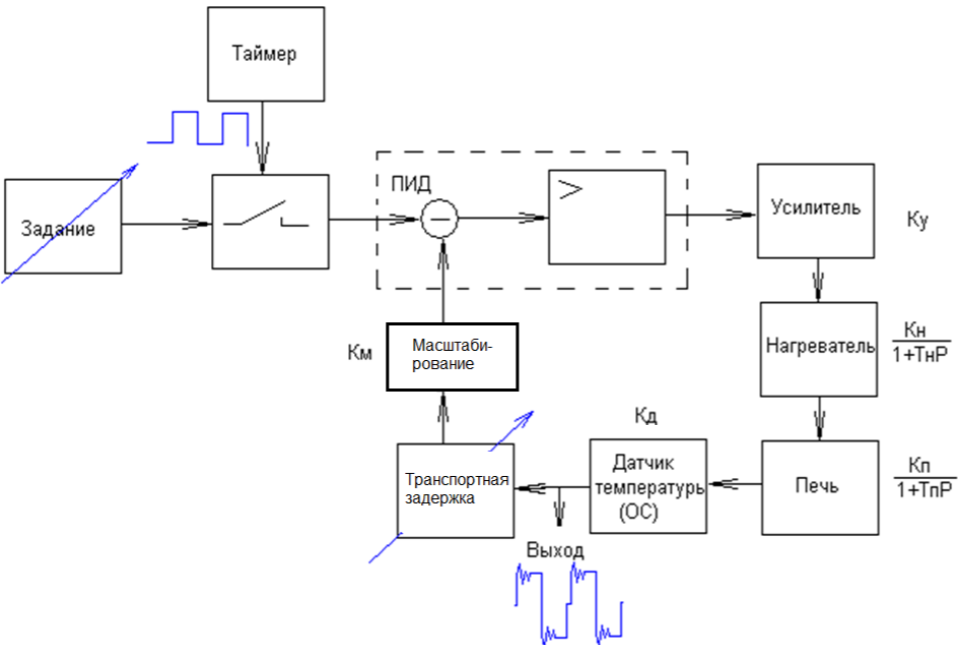 Таймер
Задание
ПИД
>
Усилитель
Ку
Нагреватель
Кн
1+ТнР
Масштаби-
рование
Км
Кд
Транспортная
задержка
Датчик
температурь
(ОС)
Печь
Кп
1+ТпР
Выход